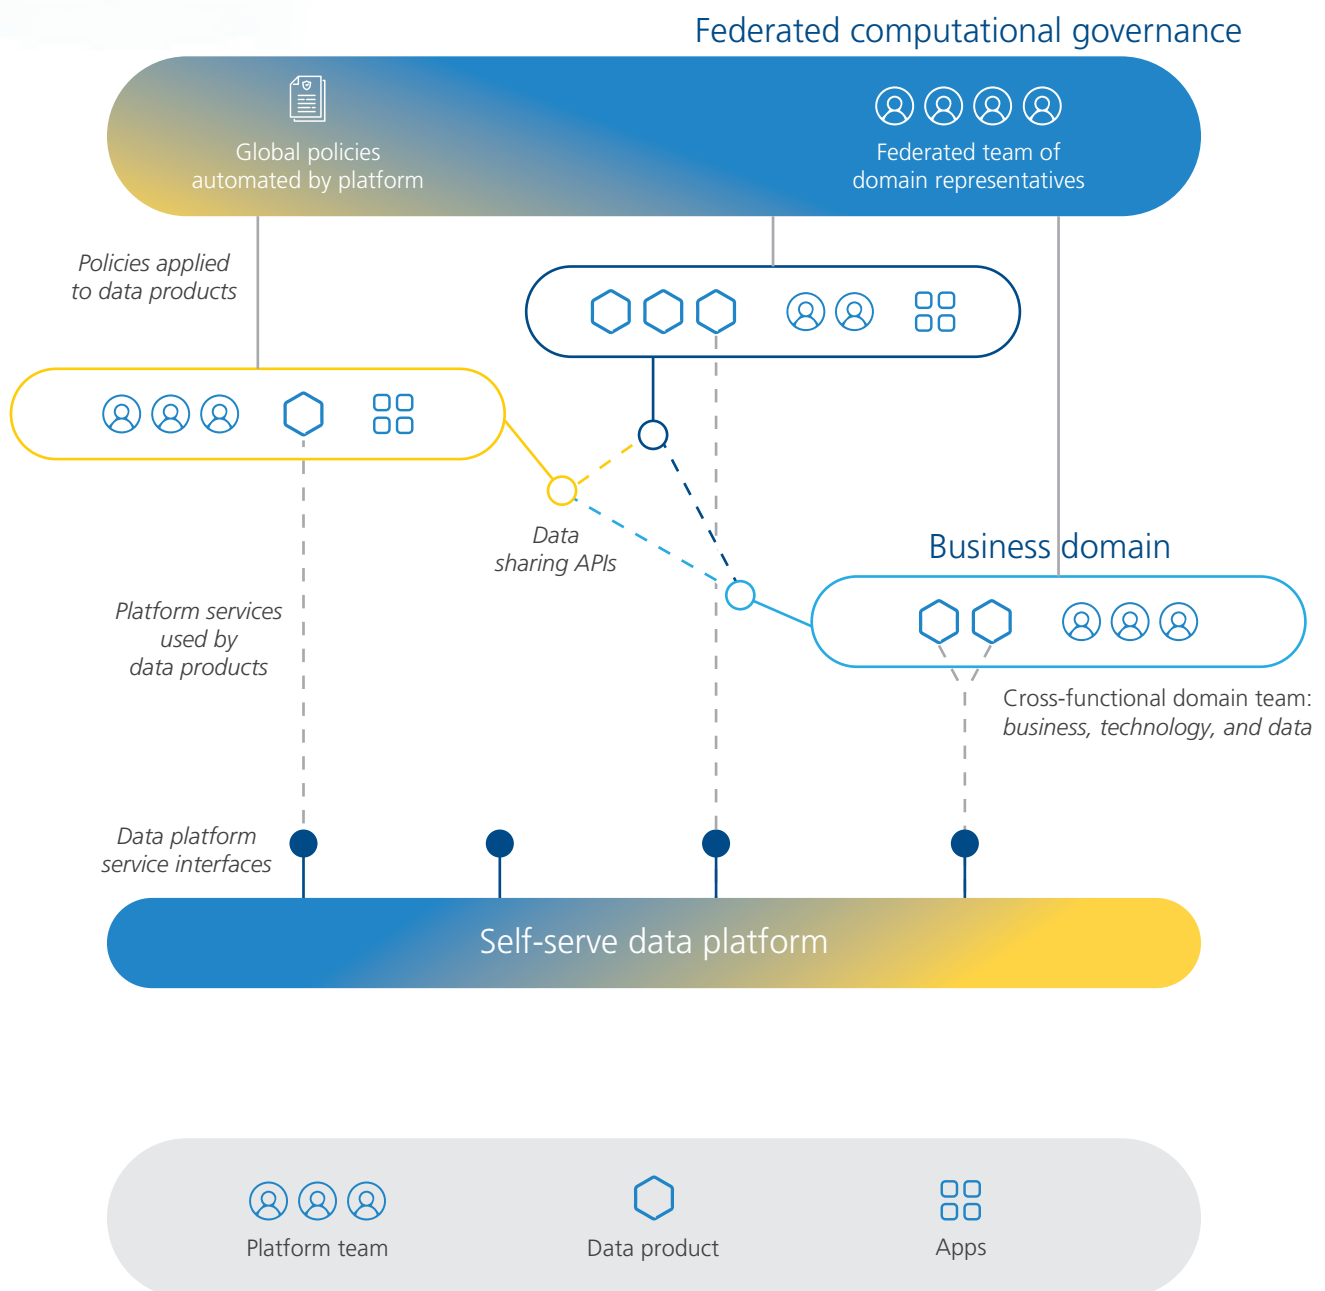 Federated computational governance
Global policies
automated by platform
Federated team of
domain representatives
Policies applied
to data products
Data
sharing APIs
Business domain
Platform services
used by
data products
Cross-functional domain team:
business, technology, and data
Data platform
service interfaces
Self-serve data platform
Platform team
Data product
Apps